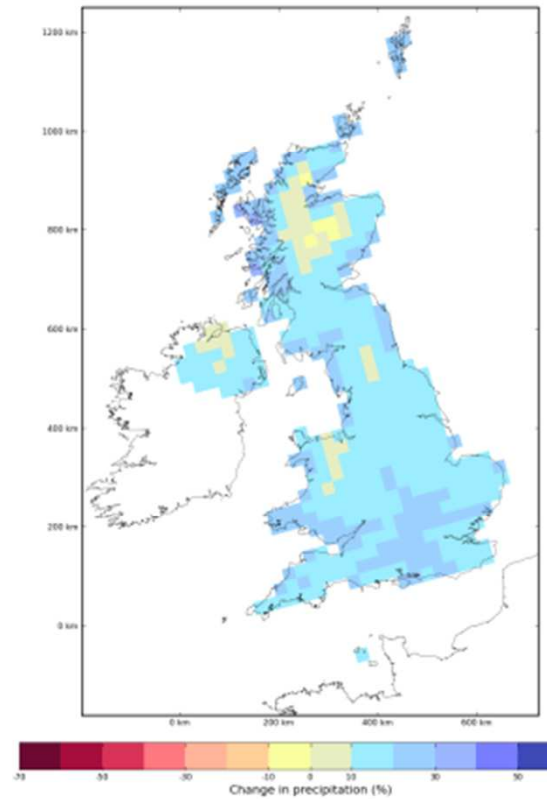 1200 km
1000 km
800 km
600 km
400 km
200 km
0 km
0 km 200 km 400 km 600 km
-70 -50 -30 -10 0 10 30 50
Change in precipitation (%)